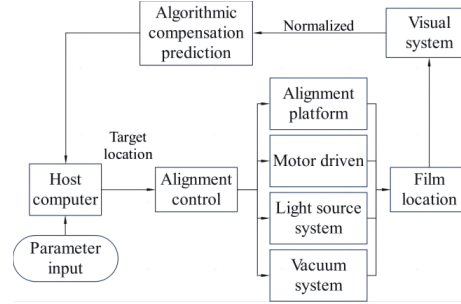 Algorithmic
compensation
prediction
Normalized
Visual
system
Target
location
Host
computer
Alignment
control
Alignment
platform
Motor driven
Light source
system
Vacuum
system
Film
location
Parameter
input